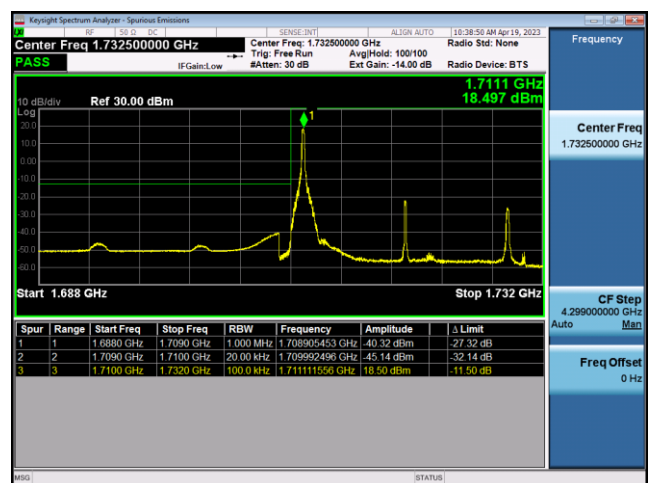 Keysight Spectrum Analyzer - Spurious Emissions
RF 50 Ω DC SENSE:INT ALIGN AUTO 10:38:50 AM Apr 19, 2023
Center Freq 1.732500000 GHz
Center Freq: 1.732500000 GHz Radio Std: None
Trig: Free Run Avg|Hold: 100/100
PASS IFGain:Low #Atten: 30 dB Ext Gain: -14.00 dB Radio Device: BTS
1.7111 GHz
18.497 dBm
10 dB/div Ref 30.00 dBm
Log
20.0
10.0
0.00
-10.0
-20.0
-30.0
-40.0
-50.0
-60.0
1
Start 1.688 GHz Stop 1.732 GHz
Spur Range Start Freq Stop Freq RBW Frequency Amplitude Δ Limit
1 1 1.6880 GHz 1.7090 GHz 1.000 MHz 1.708905453 GHz -40.32 dBm -27.32 dB
2 2 1.7090 GHz 1.7100 GHz 20.00 kHz 1.709992496 GHz -45.14 dBm -32.14 dB
3 3 1.7100 GHz 1.7320 GHz 100.0 kHz 1.711111556 GHz 18.50 dBm -11.50 dB
Frequency
Center Freq
1.732500000 GHz
CF Step
4.299000000 GHz
Auto Man
Freq Offset
0 Hz
MSG STATUS